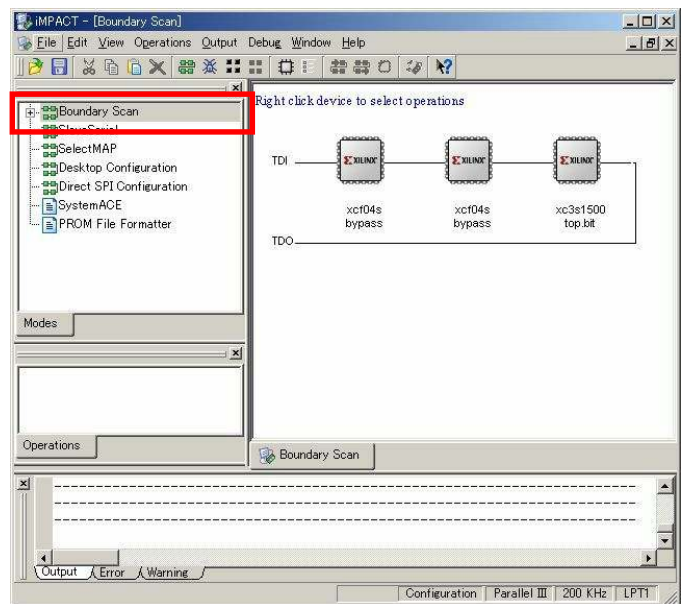 iMPACT - [Boundary Scan]
File Edit View Operations Output Debug Window Help
Boundary Scan
SlaveSerial
SelectMAP
Desktop Configuration
Direct SPI Configuration
SystemACE
PROM File Formatter
Modes
Operations
Right click device to select operations
TDI
XILINX XILINX XILINX
xcf04s xcf04s xc3s1500
bypass bypass top.bit
TDO
Boundary Scan
Output Error Warning
Configuration Parallel III 200 KHz LPT1